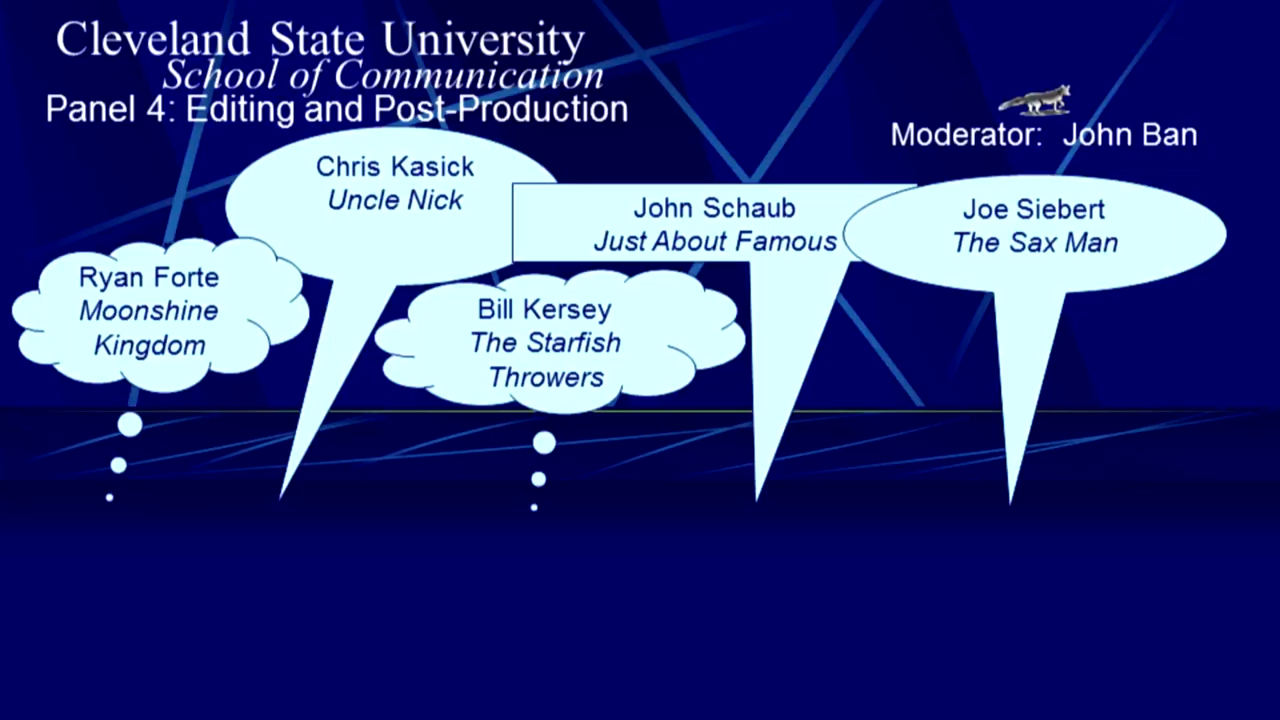 Cleveland State University
School of Communication
Panel 4: Editing and Post-Production
Moderator: John Ban
Chris Kasick
Uncle Nick
John Schaub
Just About Famous
Joe Siebert
The Sax Man
Ryan Forte
Moonshine
Kingdom
Bill Kersey
The Starfish
Throwers